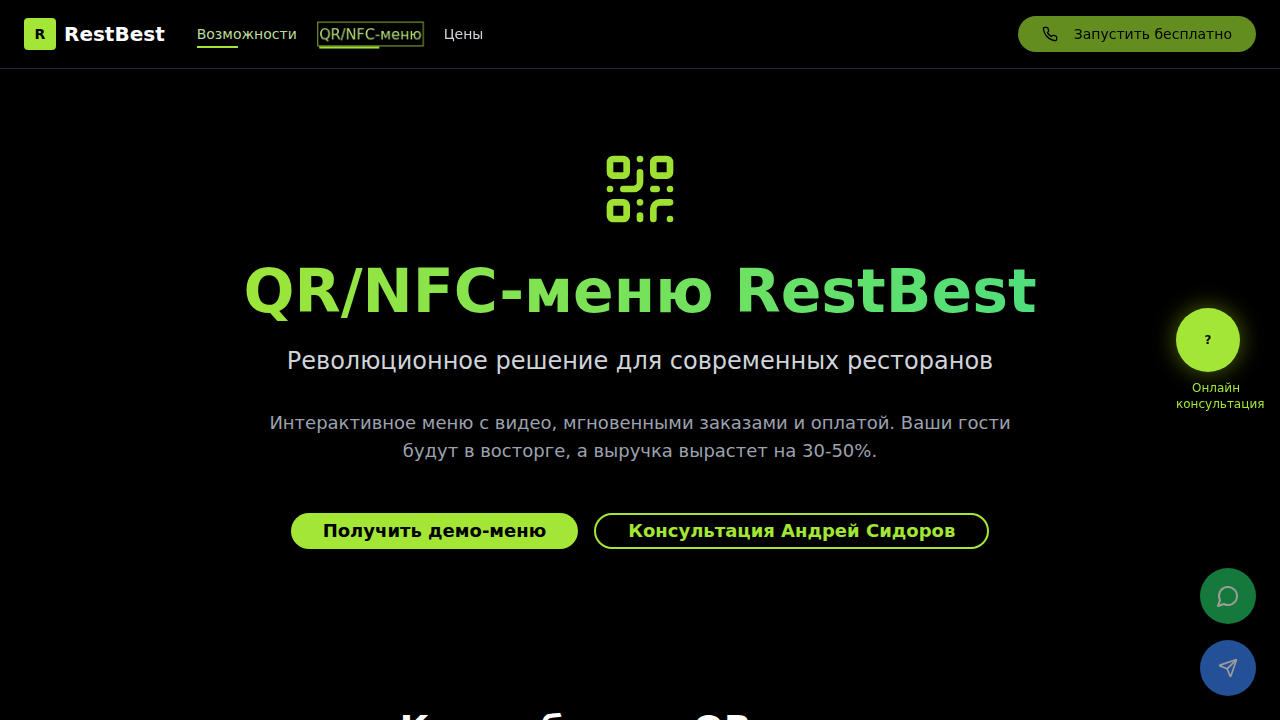 R RestBest Возможности QR/NFC-меню Цены Запустить бесплатно
QR/NFC-меню RestBest
Революционное решение для современных ресторанов
?
Онлайн
консультация
Интерактивное меню с видео, мгновенными заказами и оплатой. Ваши гости
будут в восторге, а выручка вырастет на 30-50%.
Получить демо-меню Консультация Андрей Сидоров